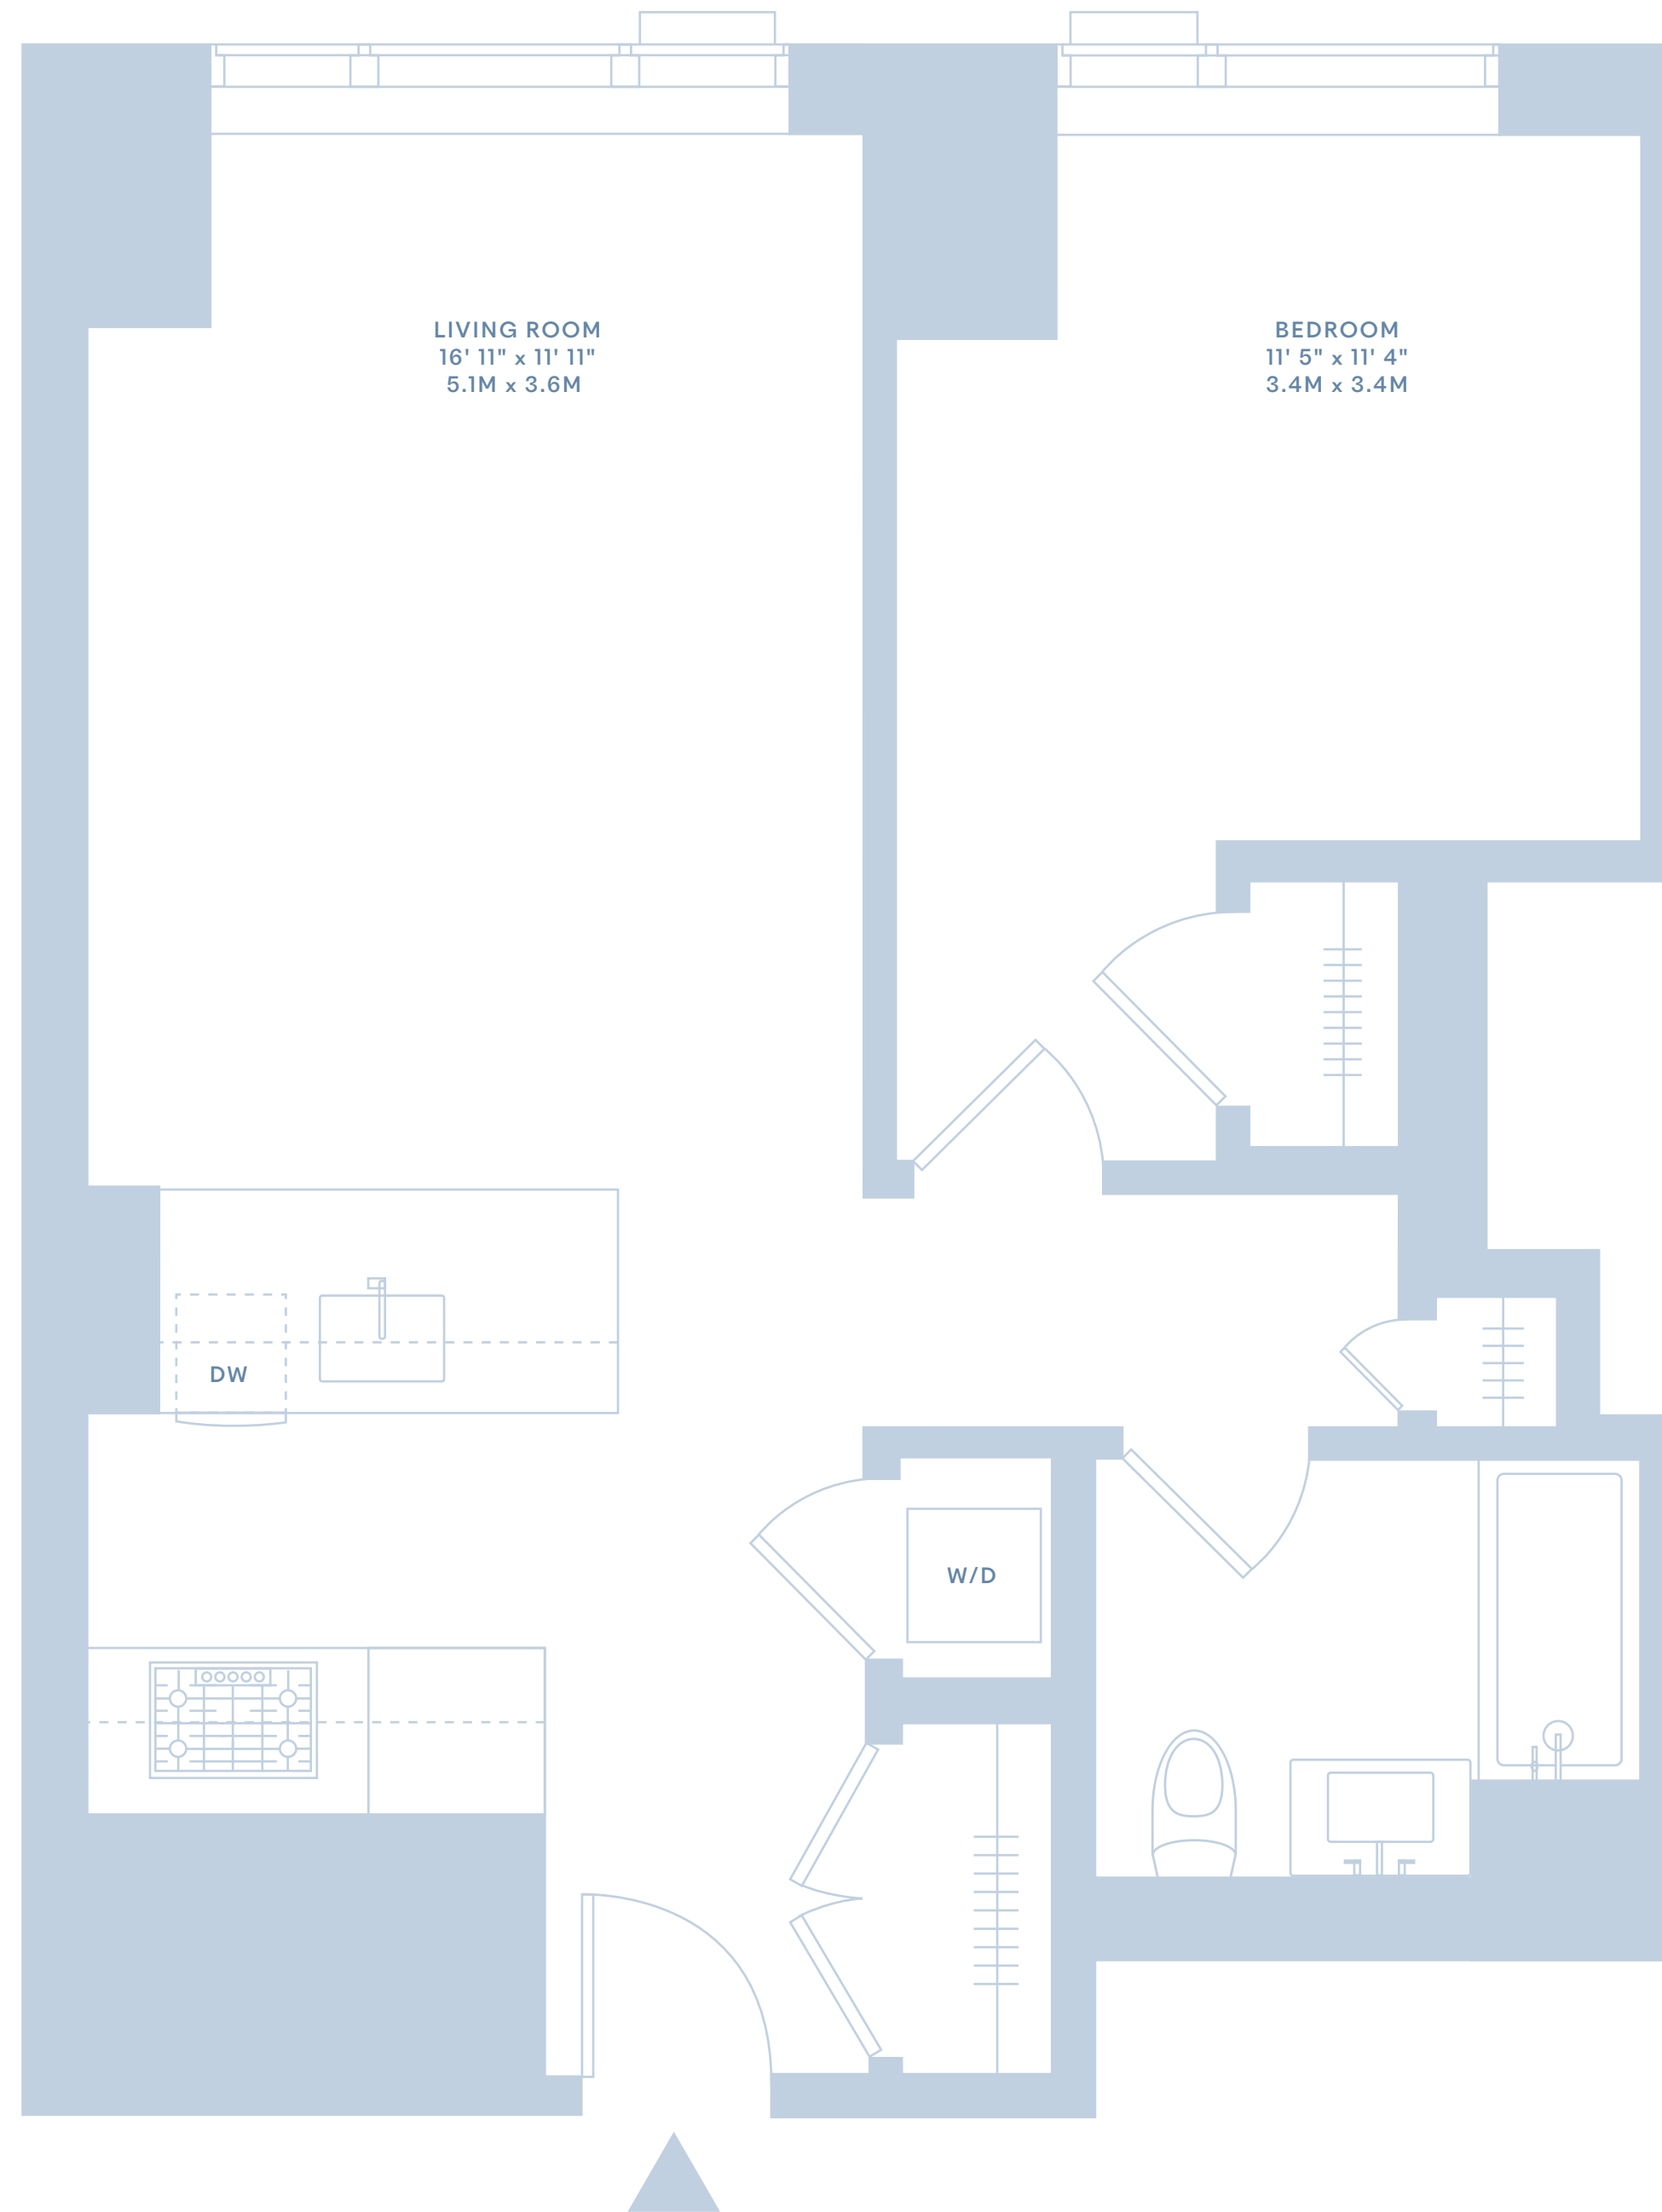 LIVING ROOM
16' 11" x 11' 11"
5.1M x 3.6M
BEDROOM
11' 5" x 11' 4"
3.4M x 3.4M
DW
W/D